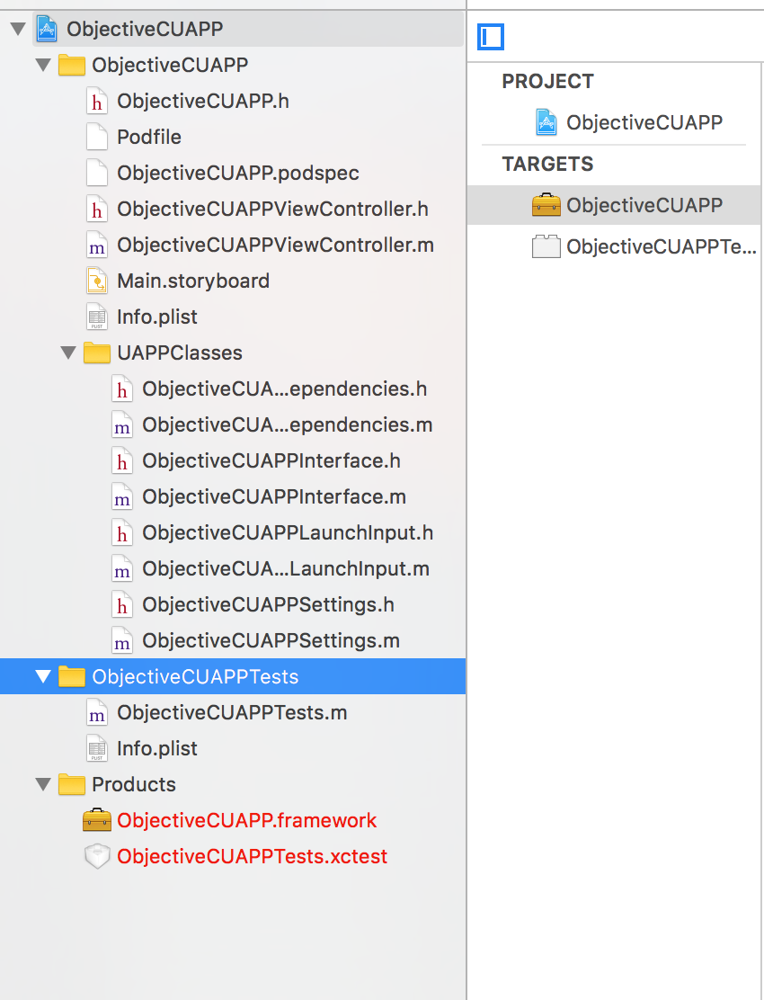 ObjectiveCUAPP
ObjectiveCUAPP
ObjectiveCUAPP.h
Podfile
ObjectiveCUAPP.podspec
ObjectiveCUAPPViewController.h
ObjectiveCUAPPViewController.m
Main.storyboard
Info.plist
UAPPClasses
ObjectiveCUA...ependencies.h
ObjectiveCUA...ependencies.m
ObjectiveCUAPPInterface.h
ObjectiveCUAPPInterface.m
ObjectiveCUAPPLaunchInput.h
ObjectiveCUA...LaunchInput.m
ObjectiveCUAPPSettings.h
ObjectiveCUAPPSettings.m
ObjectiveCUAPPTests
ObjectiveCUAPPTests.m
Info.plist
Products
ObjectiveCUAPP.framework
ObjectiveCUAPPTests.xctest
PROJECT
ObjectiveCUAPP
TARGETS
ObjectiveCUAPP
ObjectiveCUAPPTe...